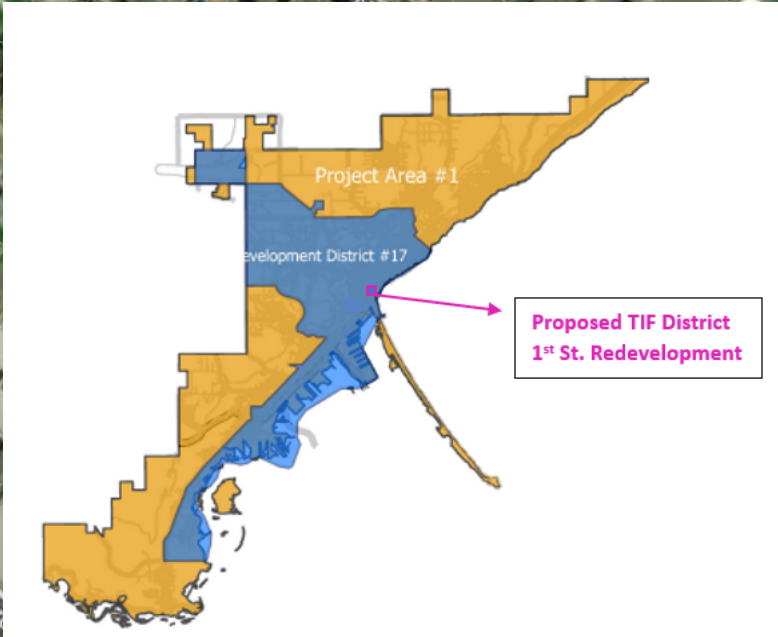 Project Area #1
evelopment District #17
Proposed TIF District
1st St. Redevelopment